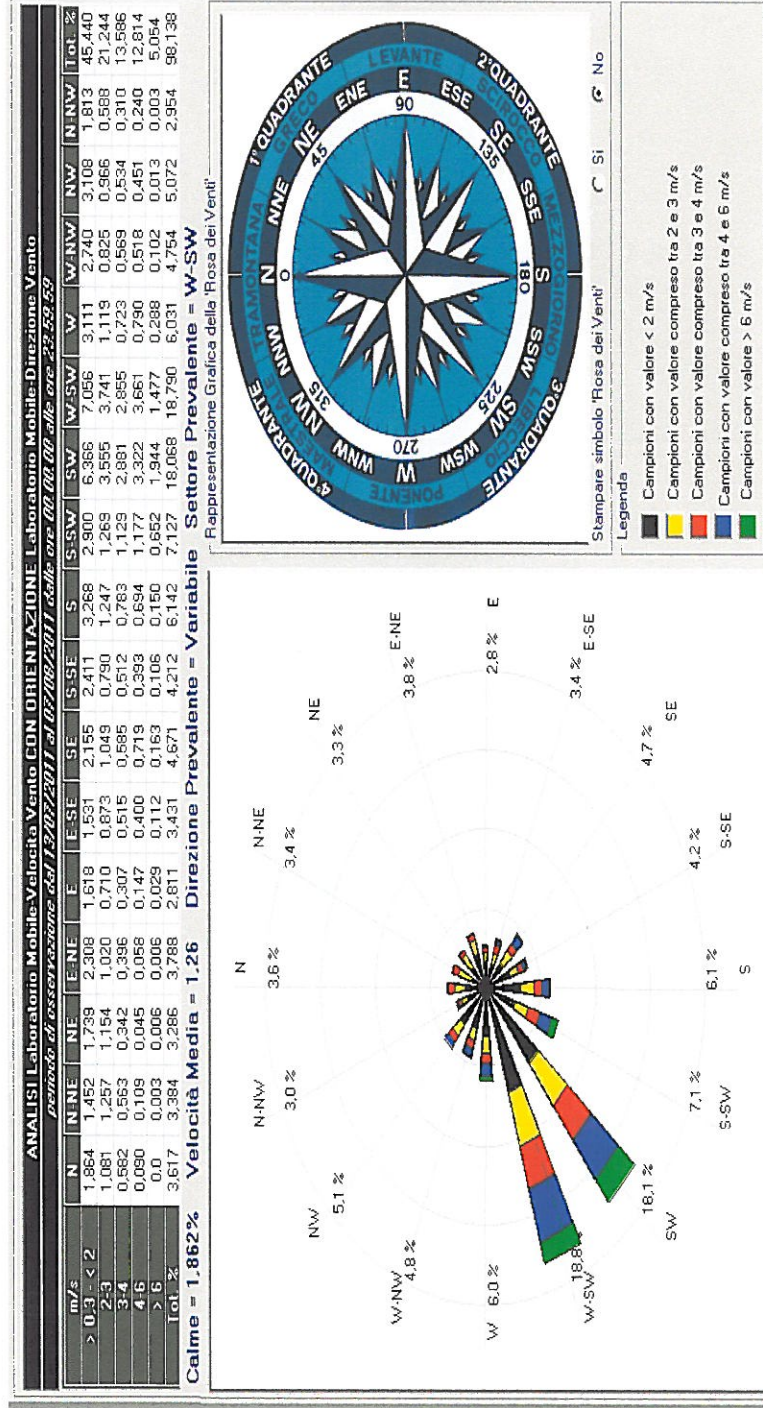 ANALISI Laboratorio Mobile-Velocita Vento CON ORIENTAZIONE Laboratorio Mobile-Direzione Vento
periodo di osservazione dal 13/07/2011 al 07/08/2011 dalle ore 00.00.00 alle ore 23.59.59
m/s N N-NE NE E-NE E E-SE SE S-SE S S-SW SW W-SW W W-NW NW N-NW Tot. %
> 0,3 - < 2 1,864 1,452 1,739 2,308 1,618 1,531 2,155 2,411 3,268 2,900 6,366 7,056 3,111 2,740 3,108 1,813 45,440
2-3 1,081 1,257 1,154 1,020 0,710 0,873 1,049 0,790 1,247 1,269 3,555 3,741 1,119 0,825 0,966 0,588 21,244
3-4 0,582 0,563 0,342 0,396 0,307 0,515 0,585 0,512 0,783 1,129 2,881 2,855 0,723 0,569 0,534 0,310 13,586
4-6 0,090 0,109 0,045 0,058 0,147 0,400 0,719 0,393 0,694 1,177 3,322 3,661 0,790 0,518 0,451 0,240 12,814
> 6 0,0 0,003 0,006 0,006 0,029 0,112 0,163 0,106 0,150 0,652 1,944 1,477 0,288 0,102 0,013 0,003 5,054
Tot. % 3,617 3,384 3,286 3,788 2,811 3,431 4,671 4,212 6,142 7,127 18,068 18,790 6,031 4,754 5,072 2,954 98,138
Calme = 1,862% Velocità Media = 1,26 Direzione Prevalente = Variabile Settore Prevalente = W-SW
N
3,6 %
N-NE
3,4 %
NE
3,3 %
E-NE
3,8 %
E
2,8 %
E-SE
3,4 %
SE
4,7 %
S-SE
4,2 %
S
6,1 %
S-SW
7,1 %
SW
18,1 %
W-SW
18,8 %
W
6,0 %
W-NW
4,8 %
NW
5,1 %
N-NW
3,0 %
Rappresentazione Grafica della 'Rosa dei Venti'
1° QUADRANTE
2° QUADRANTE
3° QUADRANTE
4° QUADRANTE
TRAMONTANA
GRECO
LEVANTE
SCIROCCO
MEZZOGIORNO
LIBECCIO
PONENTE
MAESTRALE
N NNE NE ENE E ESE SE SSE S SSW SW WSW W WNW NW NNW
0 45 90 135 180 225 270 315
Stampare simbolo 'Rosa dei Venti' Si No
Legenda
Campioni con valore < 2 m/s
Campioni con valore compreso tra 2 e 3 m/s
Campioni con valore compreso tra 3 e 4 m/s
Campioni con valore compreso tra 4 e 6 m/s
Campioni con valore > 6 m/s